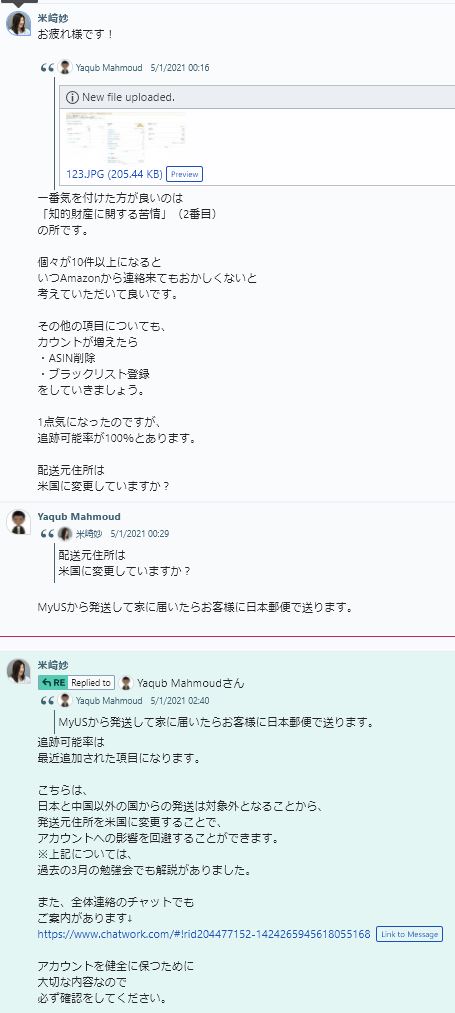 米﨑妙
お疲れ様です！
Yaqub Mahmoud 5/1/2021 00:16
New file uploaded.
123.JPG (205.44 KB) Preview
一番気を付けた方が良いのは
「知的財産に関する苦情」（2番目）
の所です。
個々が10件以上になると
いつAmazonから連絡来てもおかしくないと
考えていただいて良いです。
その他の項目についても、
カウントが増えたら
・ASIN削除
・ブラックリスト登録
をしていきましょう。
1点気になったのですが、
追跡可能率が100%とあります。
配送元住所は
米国に変更していますか？
Yaqub Mahmoud
米﨑妙 5/1/2021 00:29
配送元住所は
米国に変更していますか？
MyUSから発送して家に届いたらお客様に日本郵便で送ります。
米﨑妙
RE Replied to Yaqub Mahmoudさん
Yaqub Mahmoud 5/1/2021 02:40
MyUSから発送して家に届いたらお客様に日本郵便で送ります。
追跡可能率は
最近追加された項目になります。
こちらは、
日本と中国以外の国からの発送は対象外となることから、
発送元住所を米国に変更することで、
アカウントへの影響を回避することができます。
※上記については、
過去の3月の勉強会でも解説がありました。
また、全体連絡のチャットでも
ご案内があります↓
https://www.chatwork.com/#!rid204477152-1424265945618055168 Link to Message
アカウントを健全に保つために
大切な内容なので
必ず確認をしてください。